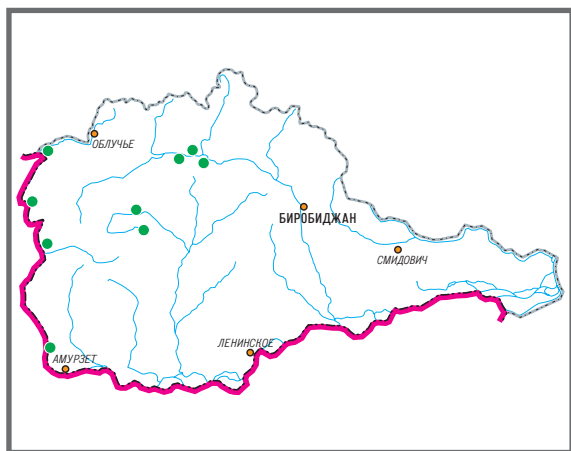 ОБЛУЧЬЕ
БИРОБИДЖАН
СМИДОВИЧ
ЛЕНИНСКОЕ
АМУРЗЕТ